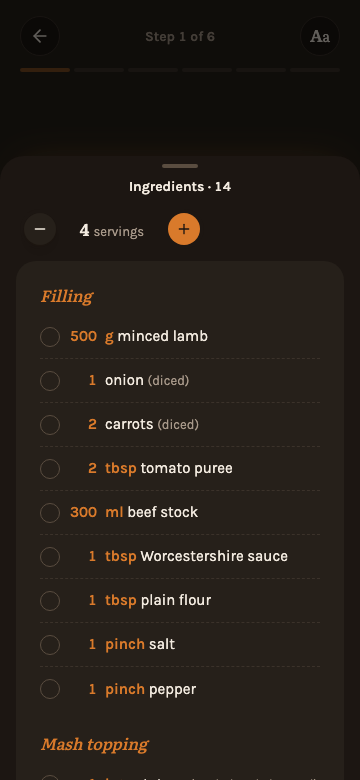 Step 1 of 6
Aa
Ingredients · 14
− 4 servings +
Filling
500 g minced lamb
1 onion (diced)
2 carrots (diced)
2 tbsp tomato puree
300 ml beef stock
1 tbsp Worcestershire sauce
1 tbsp plain flour
1 pinch salt
1 pinch pepper
Mash topping